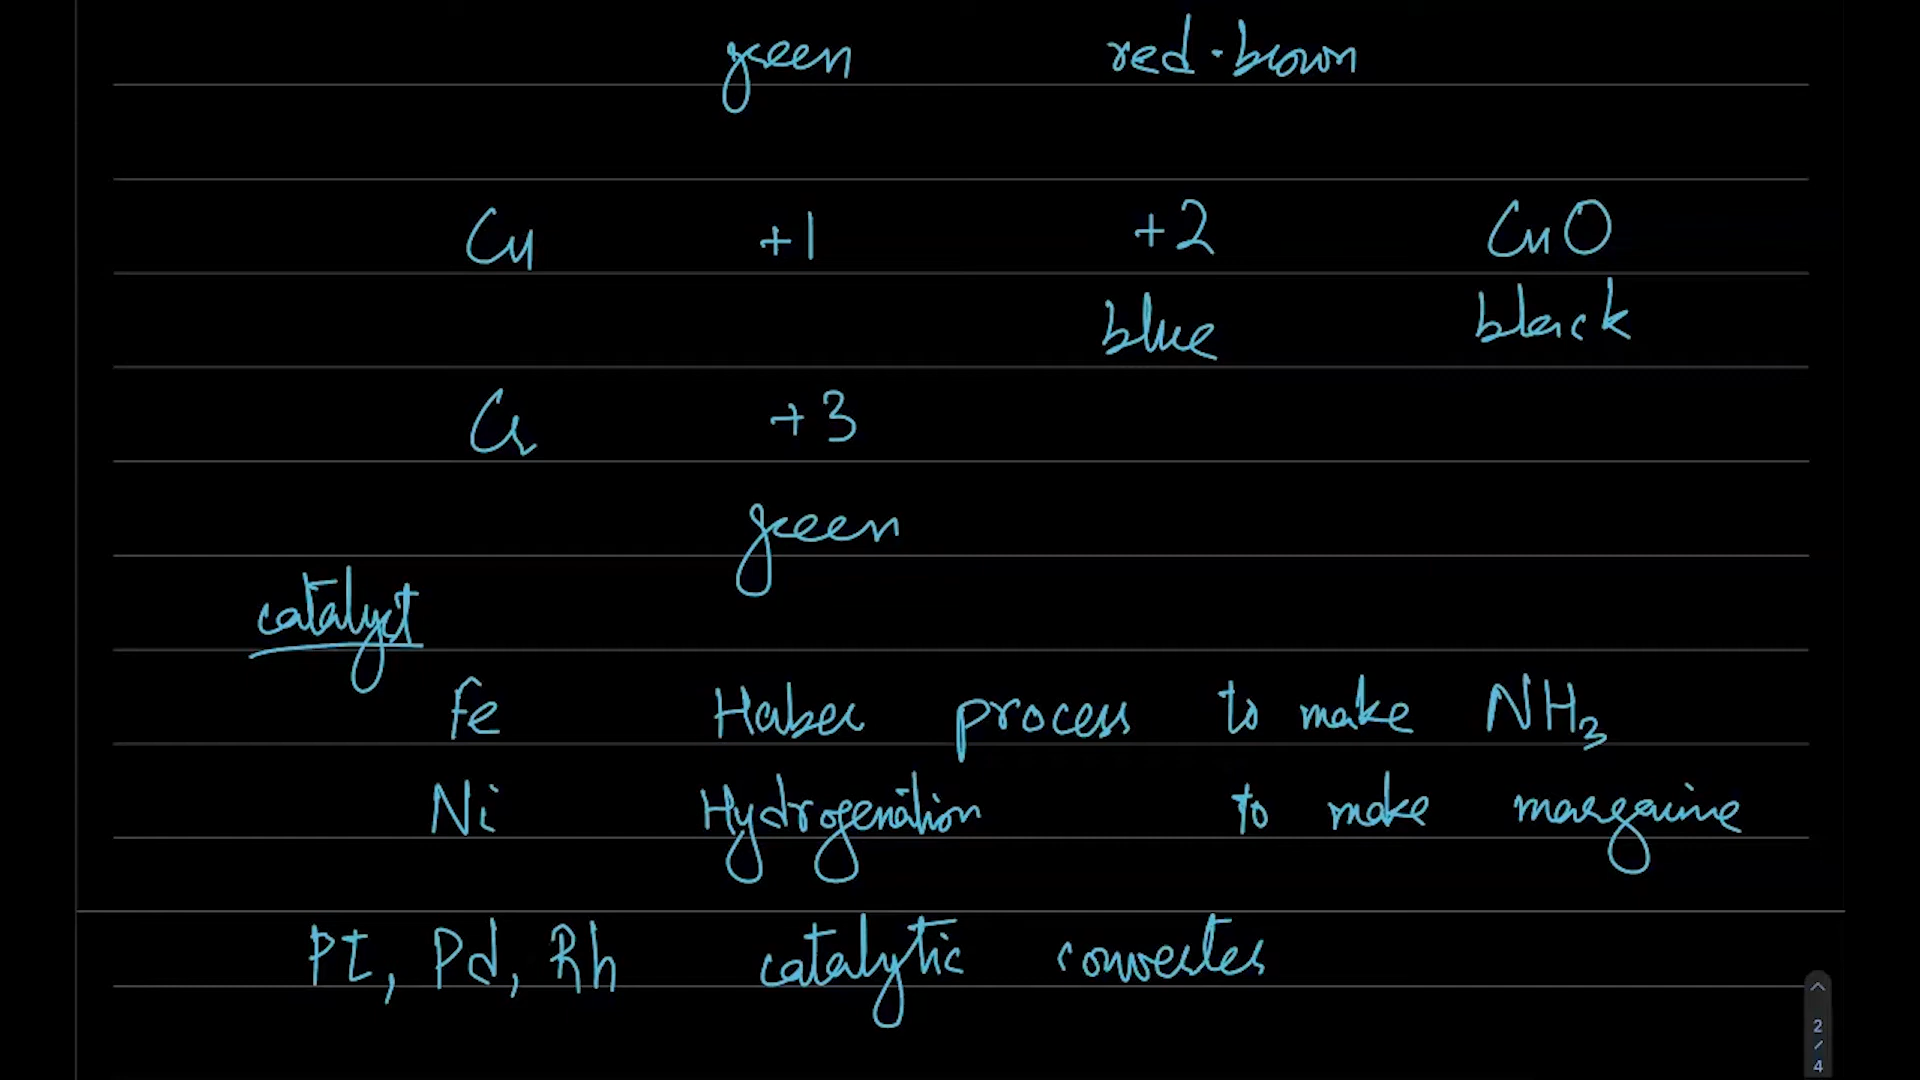 green red-brown
Cu +1 +2 CuO
blue black
Cr +3
green
catalyst
Fe Haber process to make NH₃
Ni Hydrogenation to make margarine
Pt, Pd, Rh catalytic converter
2/4